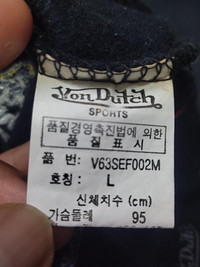 Von Dutch
SPORTS
품질경영촉진법에 의한
품 질 표 시
품 번: V63SEF002M
호칭: L
신체치수 (cm)
가슴둘레 95